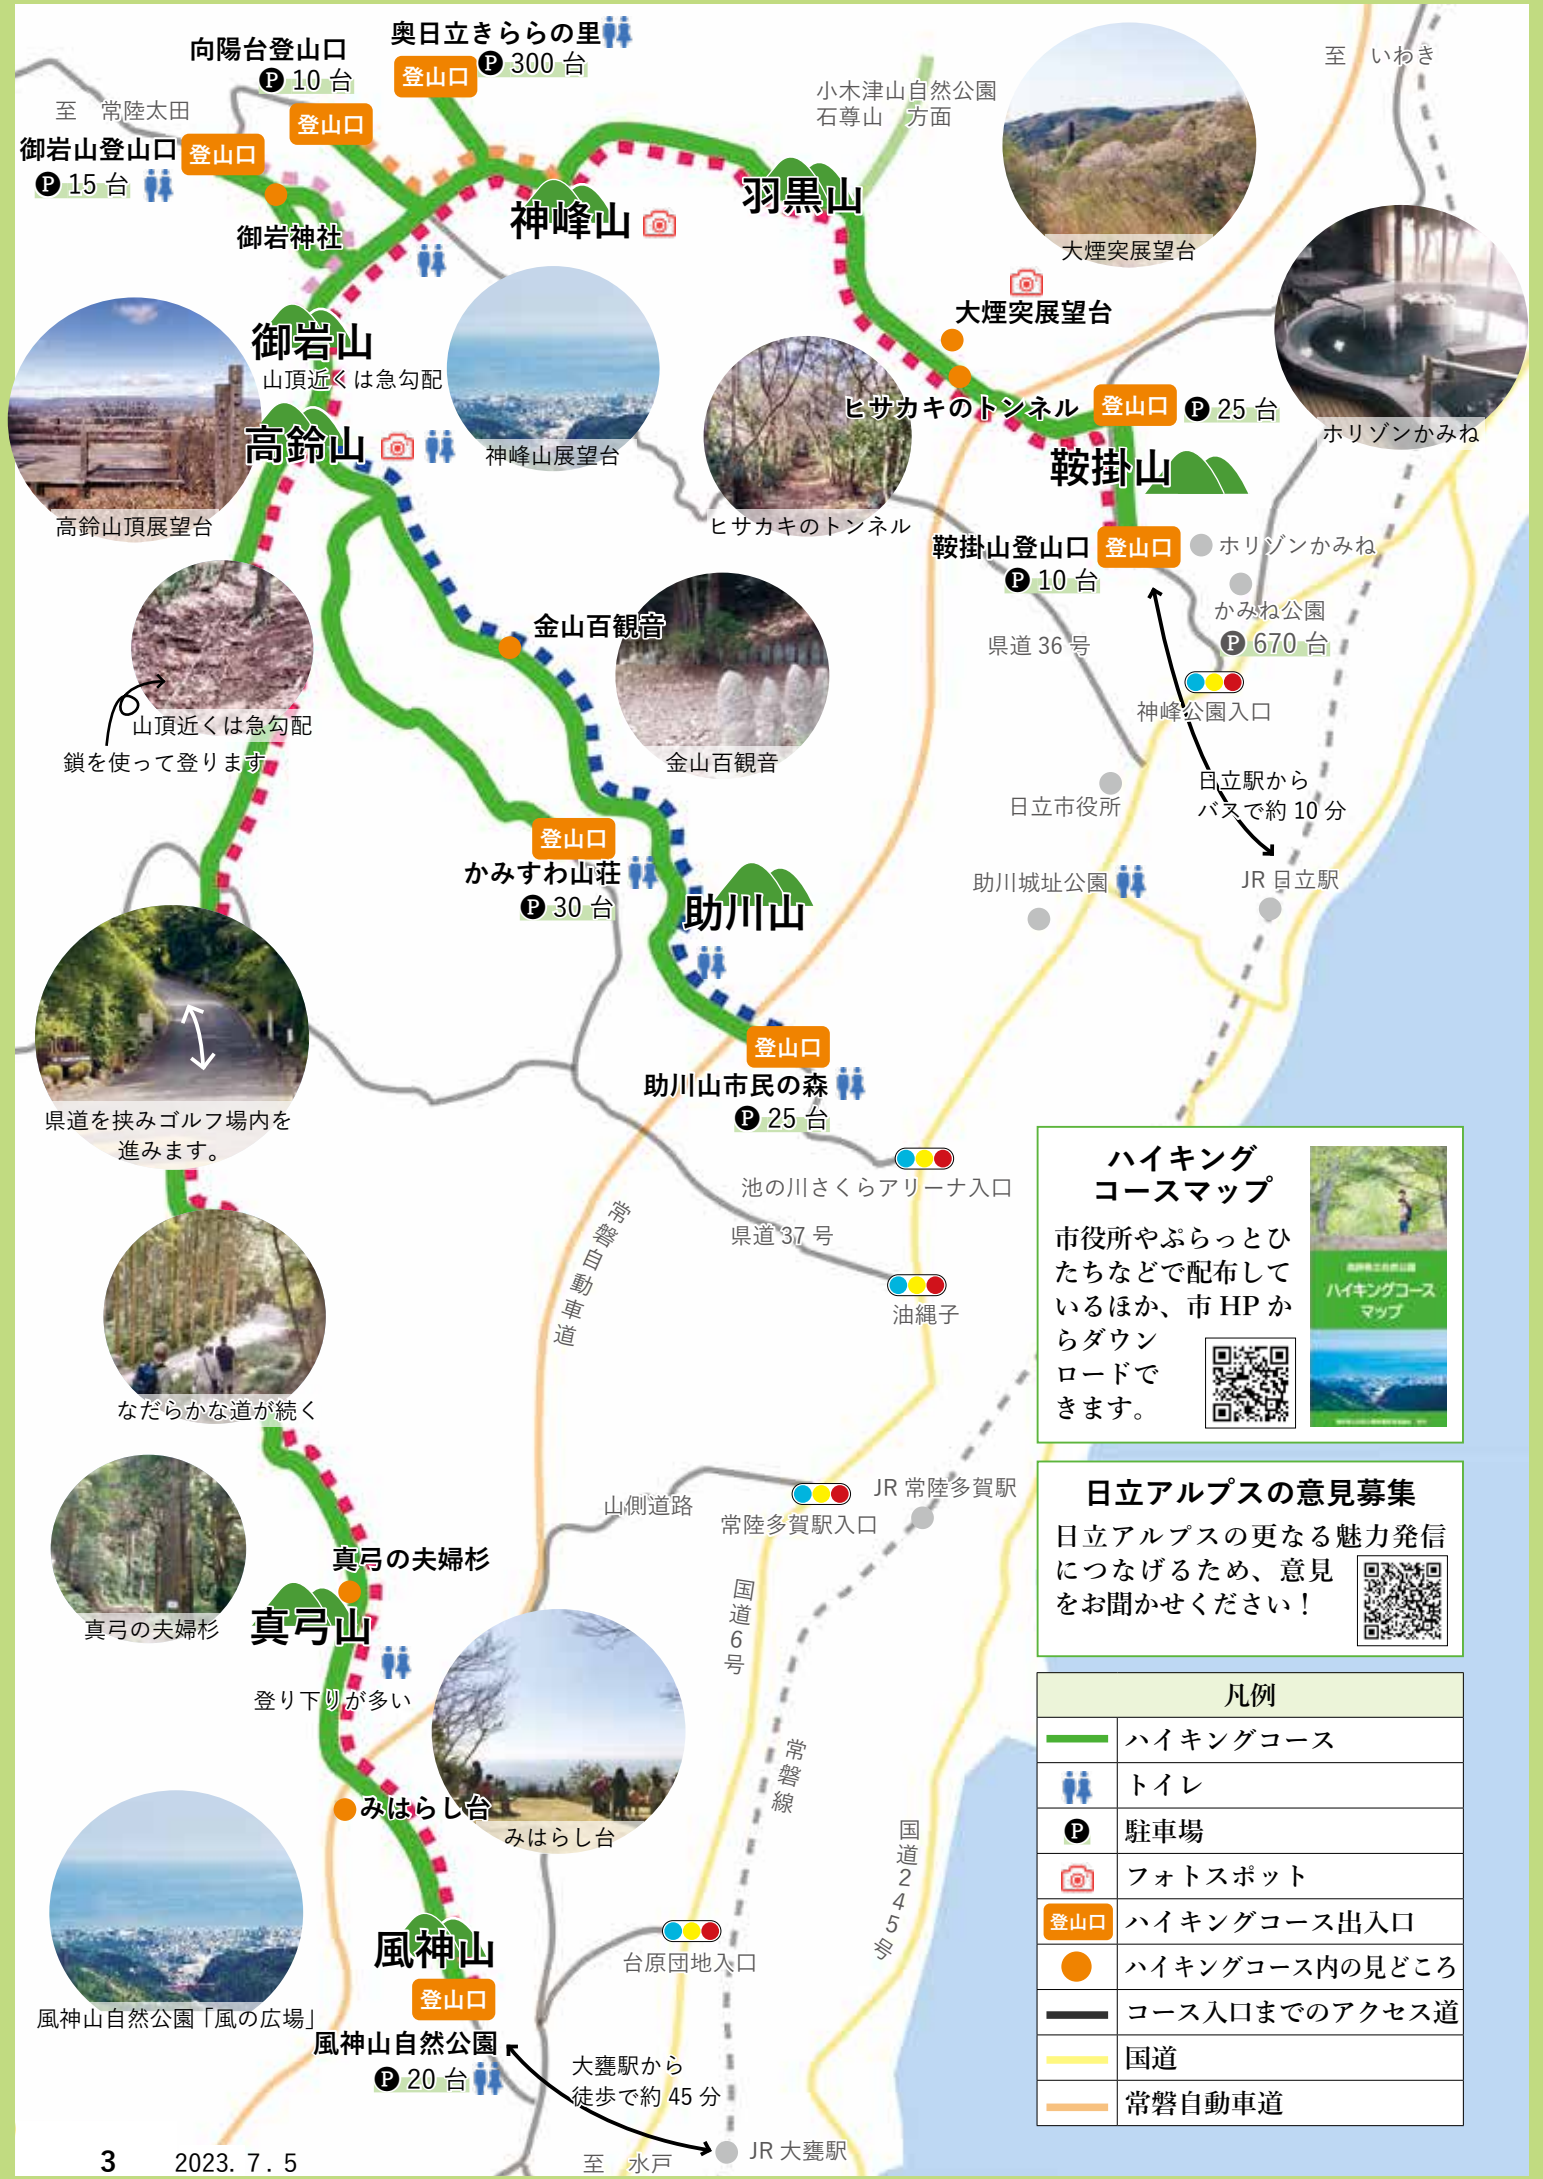 奥日立きららの里
P 300 台
登山口
向陽台登山口
P 10 台
登山口
至　常陸太田
御岩山登山口
登山口
P 15 台
御岩神社
小木津山自然公園
石尊山　方面
至　いわき
神峰山
羽黒山
大煙突展望台
大煙突展望台
ホリゾンかみね
御岩山
山頂近くは急勾配
高鈴山
高鈴山頂展望台
神峰山展望台
ヒサカキのトンネル
ヒサカキのトンネル
登山口
P 25 台
鞍掛山
鞍掛山登山口
登山口
P 10 台
ホリゾンかみね
かみね公園
P 670 台
県道 36 号
神峰公園入口
日立駅から
バスで約 10 分
日立市役所
助川城址公園
JR 日立駅
山頂近くは急勾配
鎖を使って登ります
金山百観音
金山百観音
登山口
かみすわ山荘
P 30 台
助川山
登山口
助川山市民の森
P 25 台
県道を挟みゴルフ場内を
進みます。
池の川さくらアリーナ入口
県道 37 号
油縄子
常磐自動車道
なだらかな道が続く
山側道路
常陸多賀駅入口
JR 常陸多賀駅
真弓の夫婦杉
真弓の夫婦杉
真弓山
登り下りが多い
国道6号
常磐線
国道245号
みはらし台
みはらし台
風神山
登山口
風神山自然公園「風の広場」
風神山自然公園
P 20 台
台原団地入口
大甕駅から
徒歩で約 45 分
JR 大甕駅
至　水戸
ハイキング
コースマップ
市役所やぷらっとひ
たちなどで配布して
いるほか、市 HP か
らダウン
ロードで
きます。
ハイキングコース
マップ
日立アルプスの意見募集
日立アルプスの更なる魅力発信
につなげるため、意見
をお聞かせください！
凡例
ハイキングコース
トイレ
P 駐車場
フォトスポット
登山口 ハイキングコース出入口
ハイキングコース内の見どころ
コース入口までのアクセス道
国道
常磐自動車道
3　2023. 7. 5